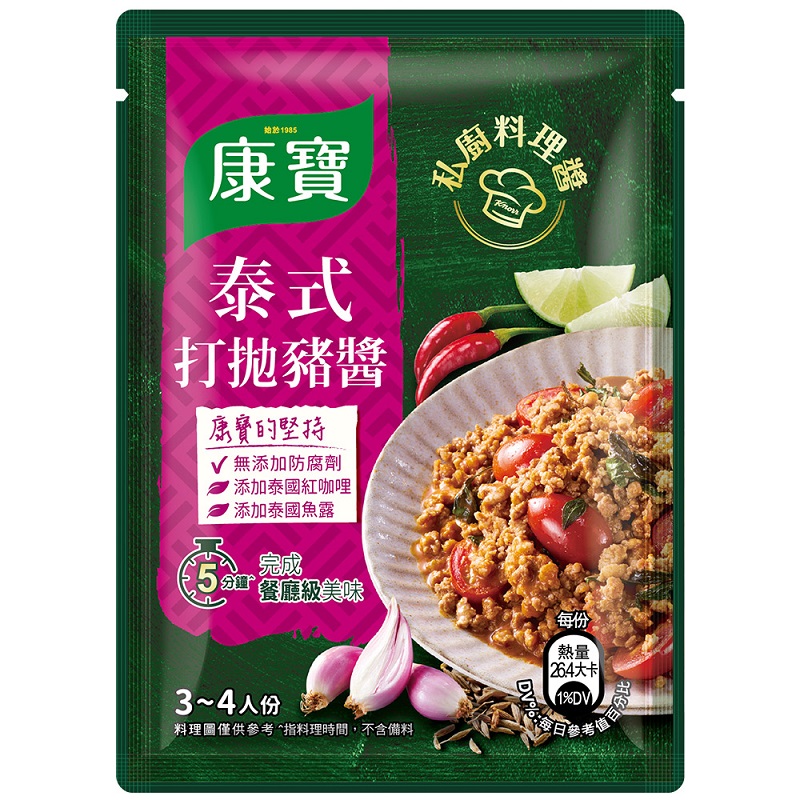 始於1985
康寶
私廚料理醬
Knorr
泰式
打拋豬醬
康寶的堅持
無添加防腐劑
添加泰國紅咖哩
添加泰國魚露
5分鐘^
完成
餐廳級美味
3~4人份
料理圖僅供參考 ^指料理時間，不含備料
每份
熱量
26.4大卡
1%DV
DV%:每日參考值百分比